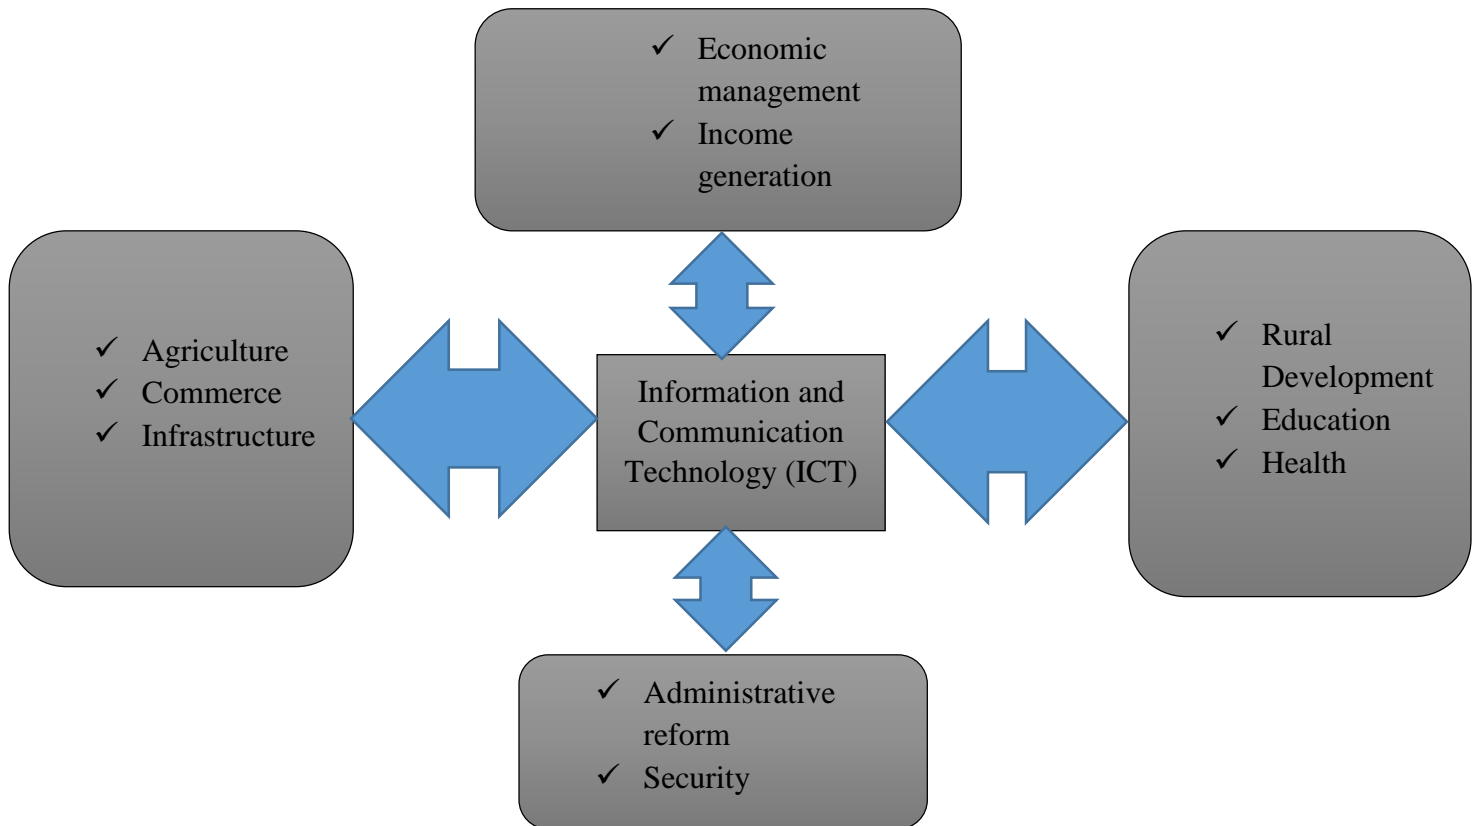 ✓ Economic
management
✓ Income
generation
✓ Agriculture
✓ Commerce
✓ Infrastructure
Information and
Communication
Technology (ICT)
✓ Rural
Development
✓ Education
✓ Health
✓ Administrative
reform
✓ Security